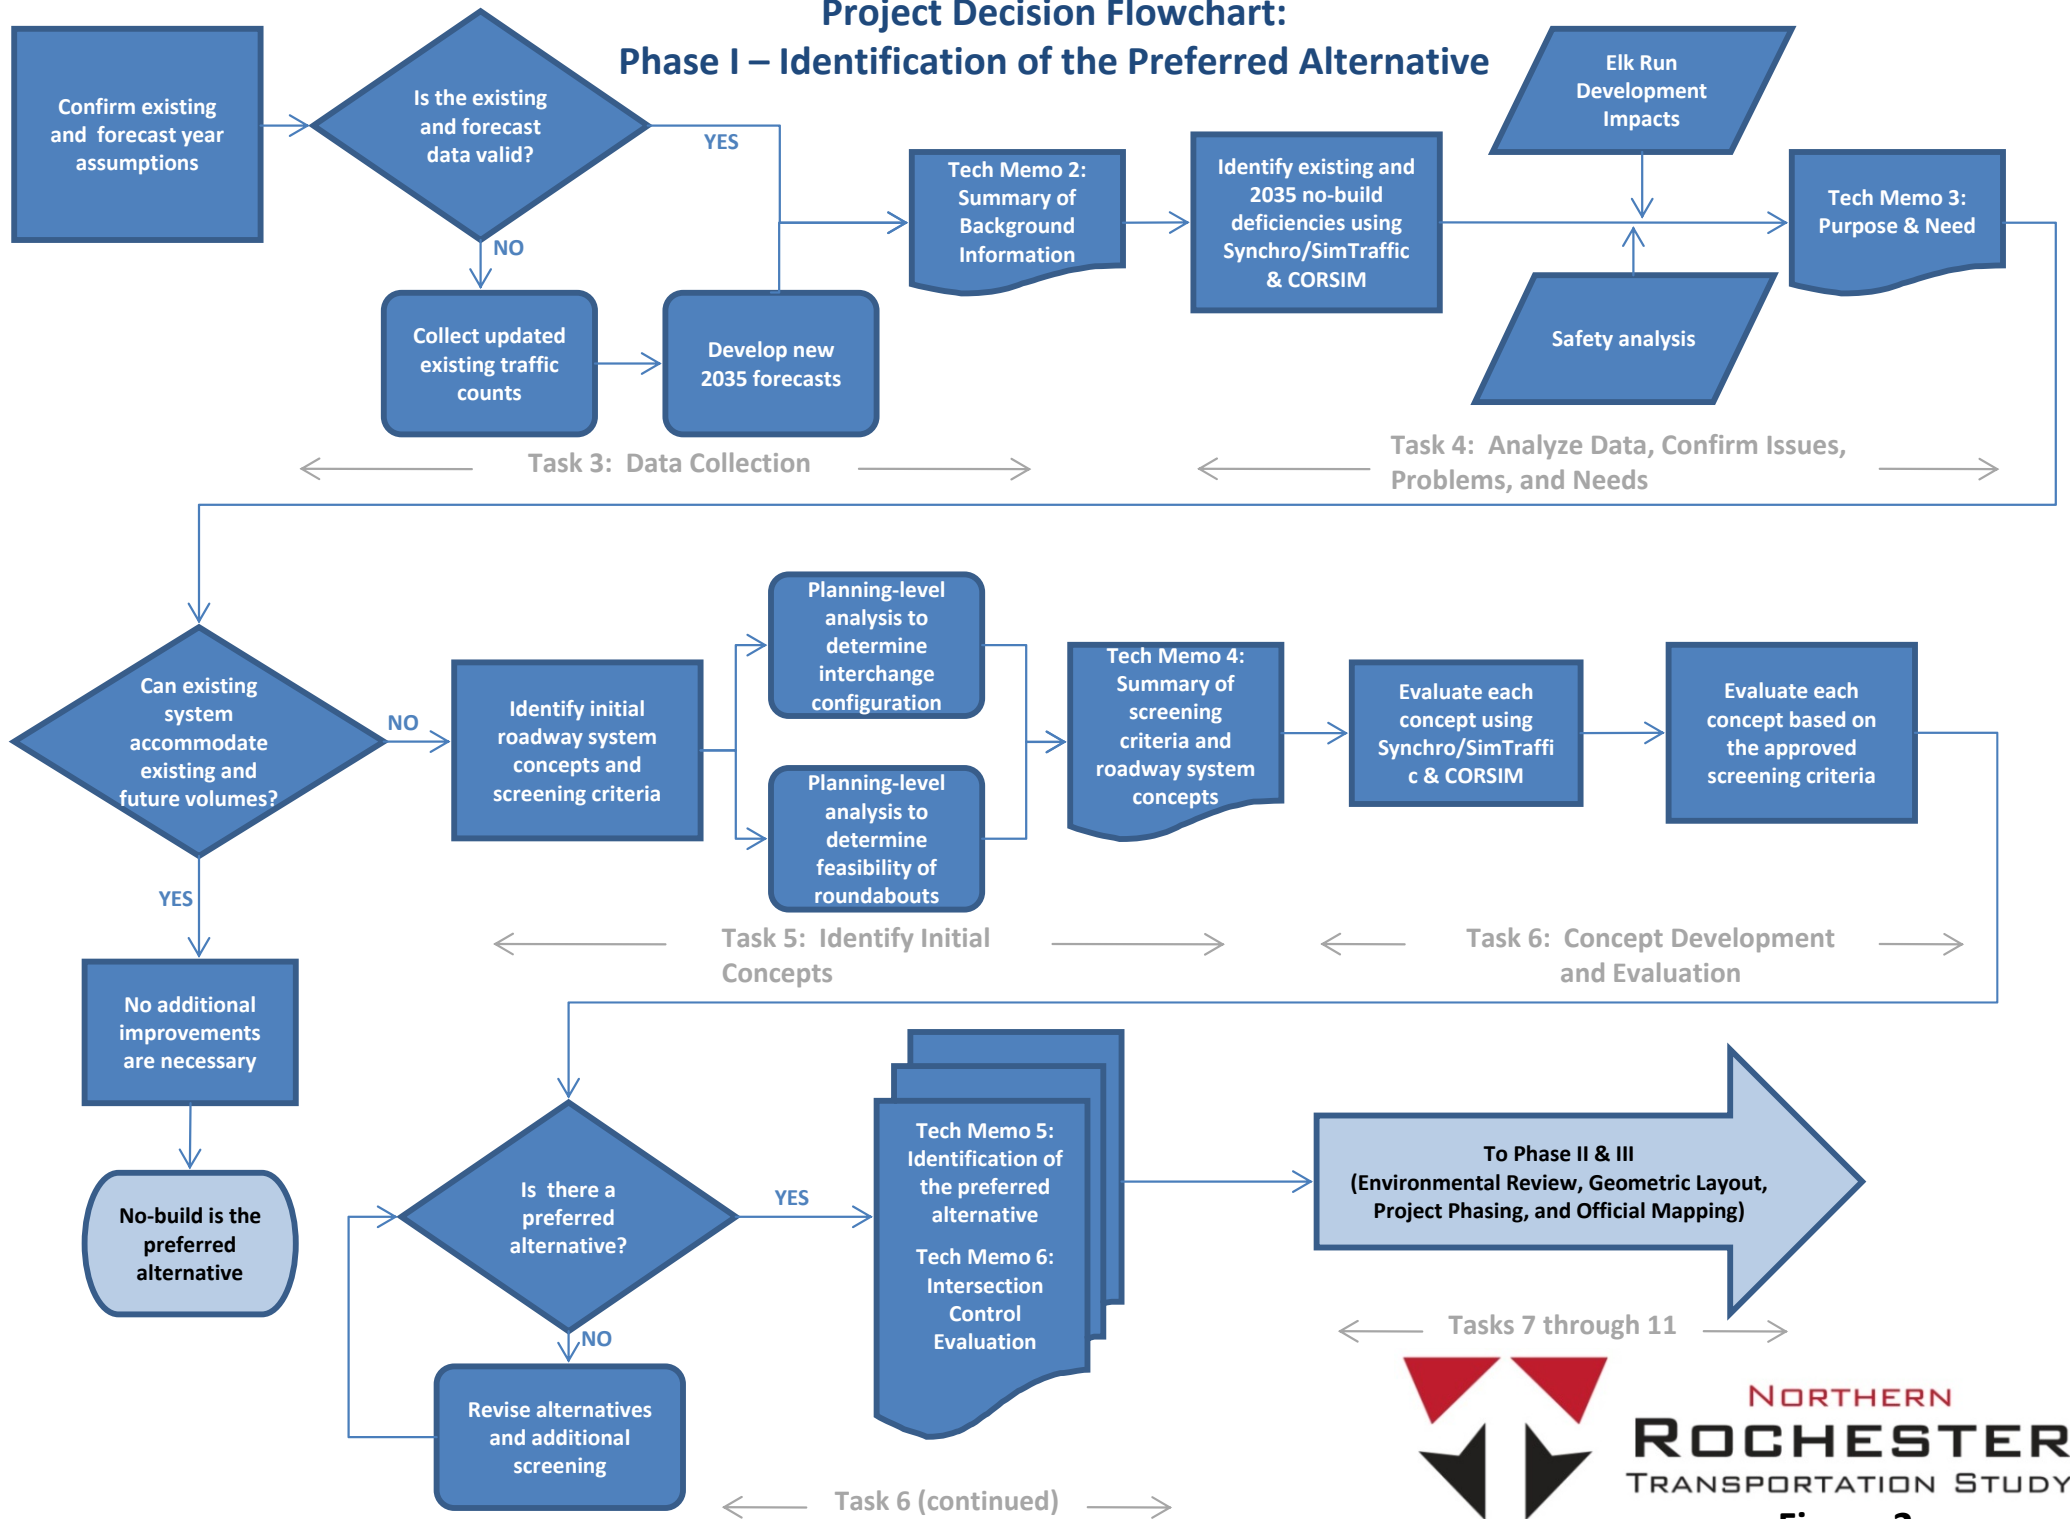 Project Decision Flowchart:
Phase I – Identification of the Preferred Alternative
Confirm existing
and forecast year
assumptions
Is the existing
and forecast
data valid?
YES
NO
Collect updated
existing traffic
counts
Develop new
2035 forecasts
Tech Memo 2:
Summary of
Background
Information
Identify existing and
2035 no-build
deficiencies using
Synchro/SimTraffic
& CORSIM
Elk Run
Development
Impacts
Safety analysis
Tech Memo 3:
Purpose & Need
Task 3: Data Collection
Task 4: Analyze Data, Confirm Issues,
Problems, and Needs
Can existing
system
accommodate
existing and
future volumes?
NO
YES
Identify initial
roadway system
concepts and
screening criteria
Planning-level
analysis to
determine
interchange
configuration
Planning-level
analysis to
determine
feasibility of
roundabouts
Tech Memo 4:
Summary of
screening
criteria and
roadway system
concepts
Evaluate each
concept using
Synchro/SimTraffi
c & CORSIM
Evaluate each
concept based on
the approved
screening criteria
Task 5: Identify Initial
Concepts
Task 6: Concept Development
and Evaluation
No additional
improvements
are necessary
No-build is the
preferred
alternative
Is there a
preferred
alternative?
YES
NO
Revise alternatives
and additional
screening
Tech Memo 5:
Identification of
the preferred
alternative
Tech Memo 6:
Intersection
Control
Evaluation
To Phase II & III
(Environmental Review, Geometric Layout,
Project Phasing, and Official Mapping)
Tasks 7 through 11
Task 6 (continued)
NORTHERN
ROCHESTER
TRANSPORTATION STUDY
Figure 2